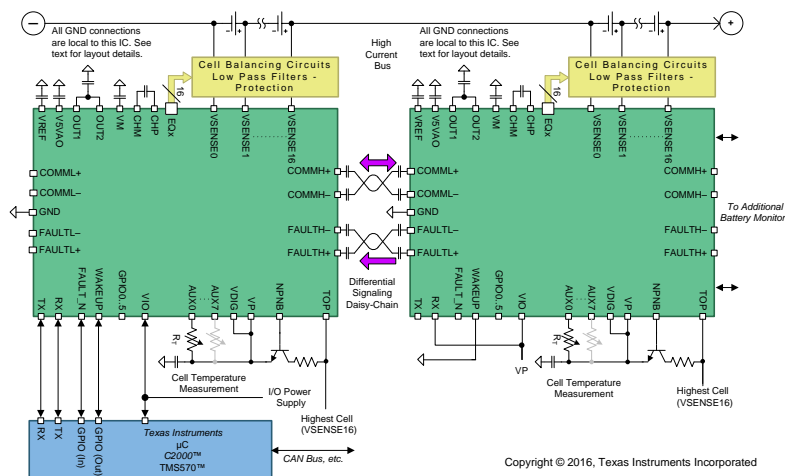 All GND connections
are local to this IC. See
text for layout details.
Cell Balancing Circuits
Low Pass Filters -
Protection
High
Current
Bus
All GND connections
are local to this IC. See
text for layout details.
Cell Balancing Circuits
Low Pass Filters -
Protection
16
VREF
V5VAO
OUT1
OUT2
VM
CHM
CHP
EQx
VSENSE0
VSENSE1
VSENSE16
16
VREF
V5VAO
OUT1
OUT2
VM
CHM
CHP
EQx
VSENSE0
VSENSE1
VSENSE16
COMML+
COMML–
GND
FAULTL–
FAULTL+
COMMH+
COMMH–
FAULTH–
FAULTH+
COMML+
COMML–
GND
FAULTL–
FAULTL+
COMMH+
COMMH–
FAULTH–
FAULTH+
To Additional
Battery Monitor
Differential
Signaling
Daisy-Chain
TX
RX
FAULT_N
WAKEUP
GPIO0..5
VIO
AUX0
AUX7
VDIG
VP
NPNB
TOP
TX
RX
FAULT_N
WAKEUP
GPIO0..5
VIO
AUX0
AUX7
VDIG
VP
NPNB
TOP
RT
RT
VP
Cell Temperature
Measurement
I/O Power
Supply
Highest Cell
(VSENSE16)
Cell Temperature
Measurement
Highest Cell
(VSENSE16)
RX
TX
GPIO (In)
GPIO (Out)
Texas Instruments
µC
C2000™
TMS570™
CAN Bus, etc.
Copyright © 2016, Texas Instruments Incorporated